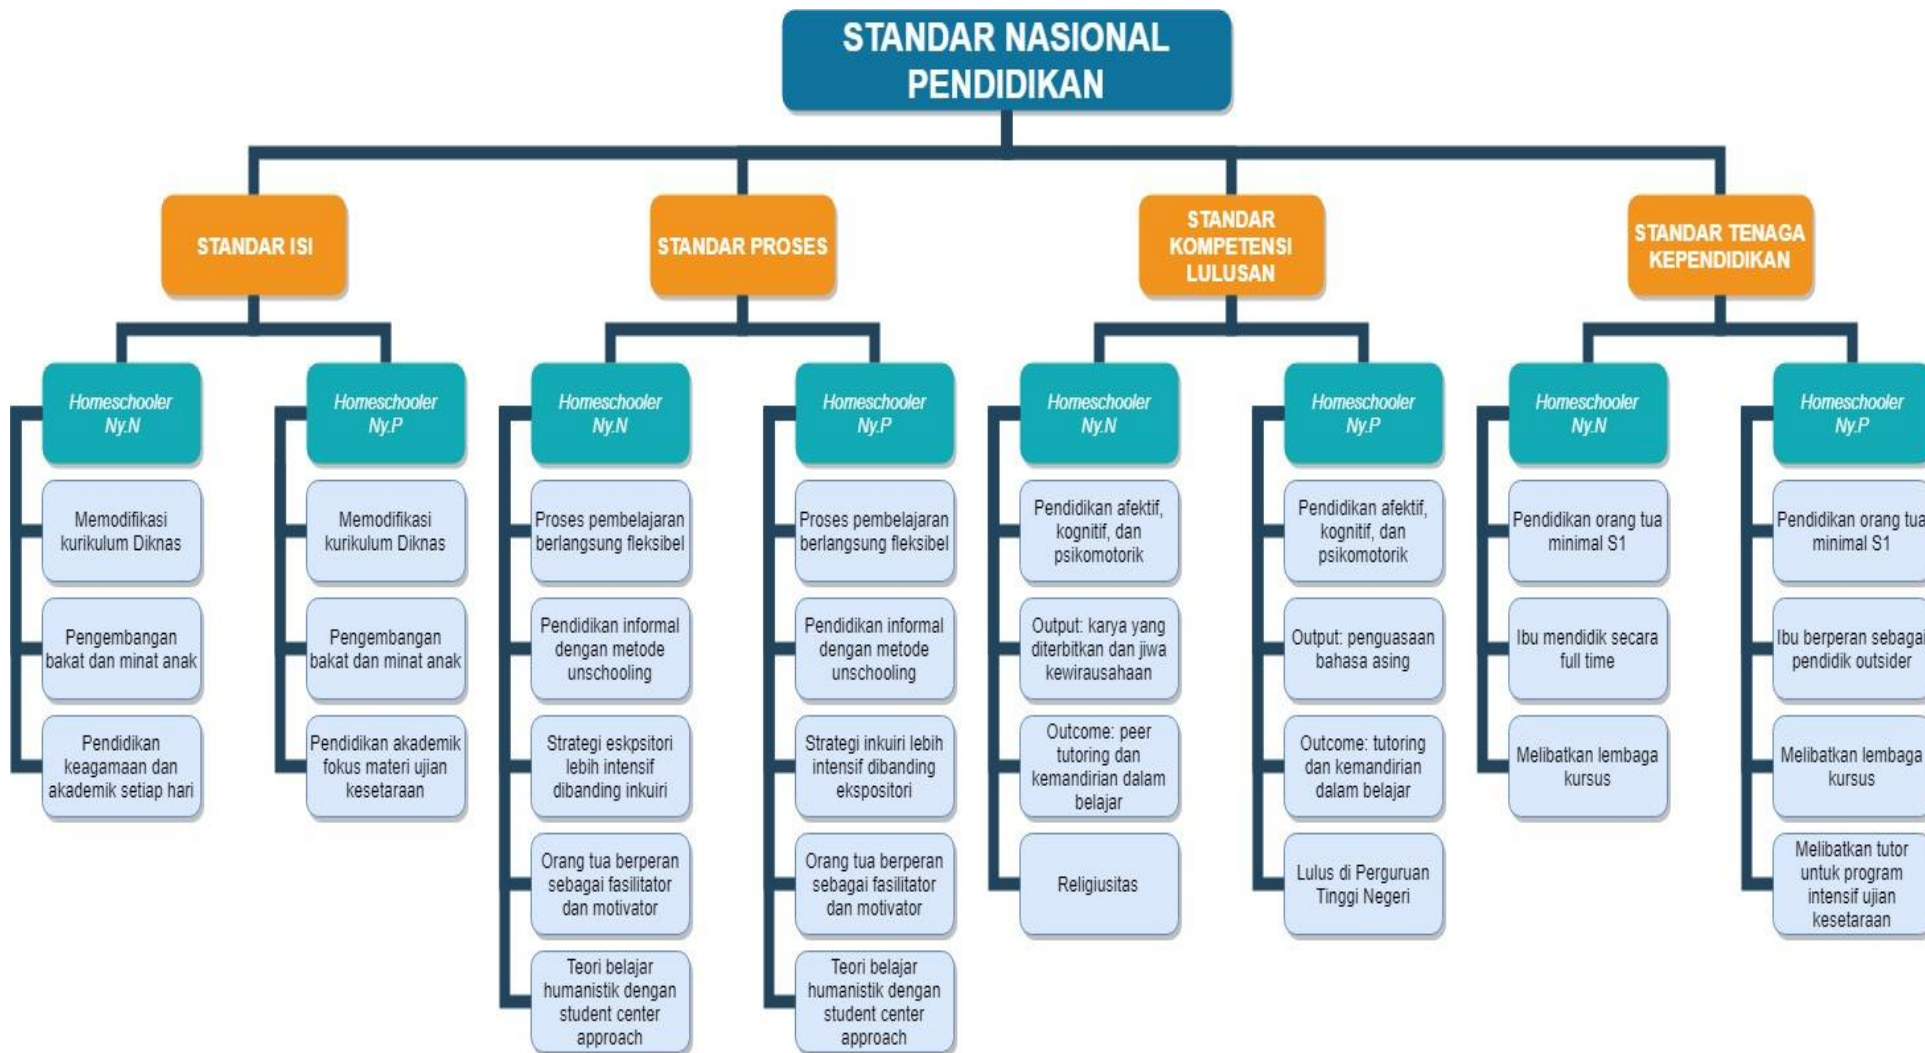 STANDAR NASIONAL
PENDIDIKAN
STANDAR ISI
STANDAR PROSES
STANDAR
KOMPETENSI
LULUSAN
STANDAR TENAGA
KEPENDIDIKAN
Homeschooler
Ny.N
Memodifikasi
kurikulum Diknas
Pengembangan
bakat dan minat anak
Pendidikan
keagamaan dan
akademik setiap hari
Homeschooler
Ny.P
Memodifikasi
kurikulum Diknas
Pengembangan
bakat dan minat anak
Pendidikan akademik
fokus materi ujian
kesetaraan
Homeschooler
Ny.N
Proses pembelajaran
berlangsung fleksibel
Pendidikan informal
dengan metode
unschooling
Strategi eskpsitori
lebih intensif
dibanding inkuiri
Orang tua berperan
sebagai fasilitator
dan motivator
Teori belajar
humanistik dengan
student center
approach
Homeschooler
Ny.P
Proses pembelajaran
berlangsung fleksibel
Pendidikan informal
dengan metode
unschooling
Strategi inkuiri lebih
intensif dibanding
ekspositori
Orang tua berperan
sebagai fasilitator
dan motivator
Teori belajar
humanistik dengan
student center
approach
Homeschooler
Ny.N
Pendidikan afektif,
kognitif, dan
psikomotorik
Output: karya yang
diterbitkan dan jiwa
kewirausahaan
Outcome: peer
tutoring dan
kemandirian dalam
belajar
Religiusitas
Homeschooler
Ny.P
Pendidikan afektif,
kognitif, dan
psikomotorik
Output: penguasaan
bahasa asing
Outcome: tutoring
dan kemandirian
dalam belajar
Lulus di Perguruan
Tinggi Negeri
Homeschooler
Ny.N
Pendidikan orang tua
minimal S1
Ibu mendidik secara
full time
Melibatkan lembaga
kursus
Homeschooler
Ny.P
Pendidikan orang tua
minimal S1
Ibu berperan sebagai
pendidik outsider
Melibatkan lembaga
kursus
Melibatkan tutor
untuk program
intensif ujian
kesetaraan